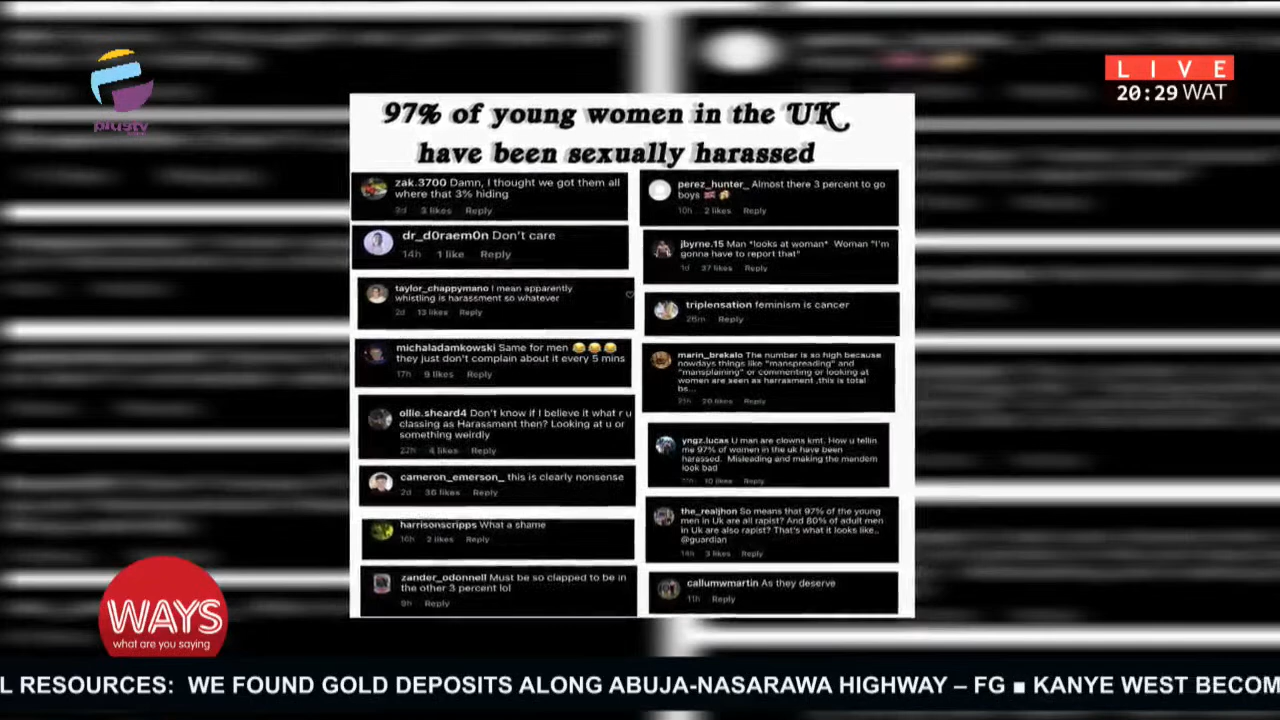 plustv
LIVE
20:29 WAT
97% of young women in the UK
have been sexually harassed
zak.3700 Damn, I thought we got them all
where that 3% hiding
2d 3 likes Reply
dr_d0raem0n Don't care
14h 1 like Reply
taylor_chappymano I mean apparently
whistling is harassment so whatever
2d 13 likes Reply
michaladamkowski Same for men 😂😂😂
they just don't complain about it every 5 mins
17h 9 likes Reply
ollie.sheard4 Don't know if I believe it what r u
classing as Harassment then? Looking at u or
something weirdly
22h 4 likes Reply
cameron_emerson_ this is clearly nonsense
2d 36 likes Reply
harrisonscripps What a shame
16h 2 likes Reply
zander_odonnell Must be so clapped to be in
the other 3 percent lol
9h Reply
perez_hunter_ Almost there 3 percent to go
boys 🇬🇧
10h 2 likes Reply
jbyrne.15 Man *looks at woman* Woman "I'm
gonna have to report that"
1d 37 likes Reply
triplensation feminism is cancer
26m Reply
marin_brekalo The number is so high because
nowdays things like "manspreading" and
"mansplaining" or commenting or looking at
women are seen as harrasment ,this is total
bs...
21h 20 likes Reply
yngz.lucas U man are clowns kmt. How u tellin
me 97% of women in the uk have been
harassed. Misleading and making the mandem
look bad
10 likes Reply
the_realjhon So means that 97% of the young
men in Uk are all rapist? And 80% of adult men
in Uk are also rapist? That's what it looks like..
@guardian
14h 3 likes Reply
callumwmartin As they deserve
11h Reply
WAYS
what are you saying
L RESOURCES: WE FOUND GOLD DEPOSITS ALONG ABUJA-NASARAWA HIGHWAY – FG ■ KANYE WEST BECOM